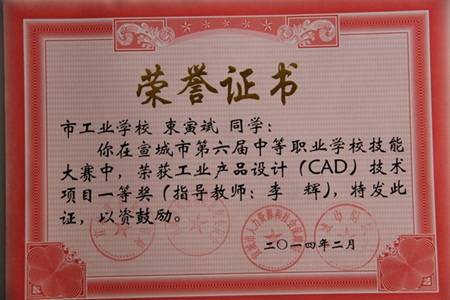 荣誉证书
市工业学校 束寅斌 同学:
你在宣城市第六届中等职业学校技能
大赛中,荣获工业产品设计(CAD)技术
项目一等奖(指导教师:李 辉),特发此
证,以资鼓励。
二〇一四年二月